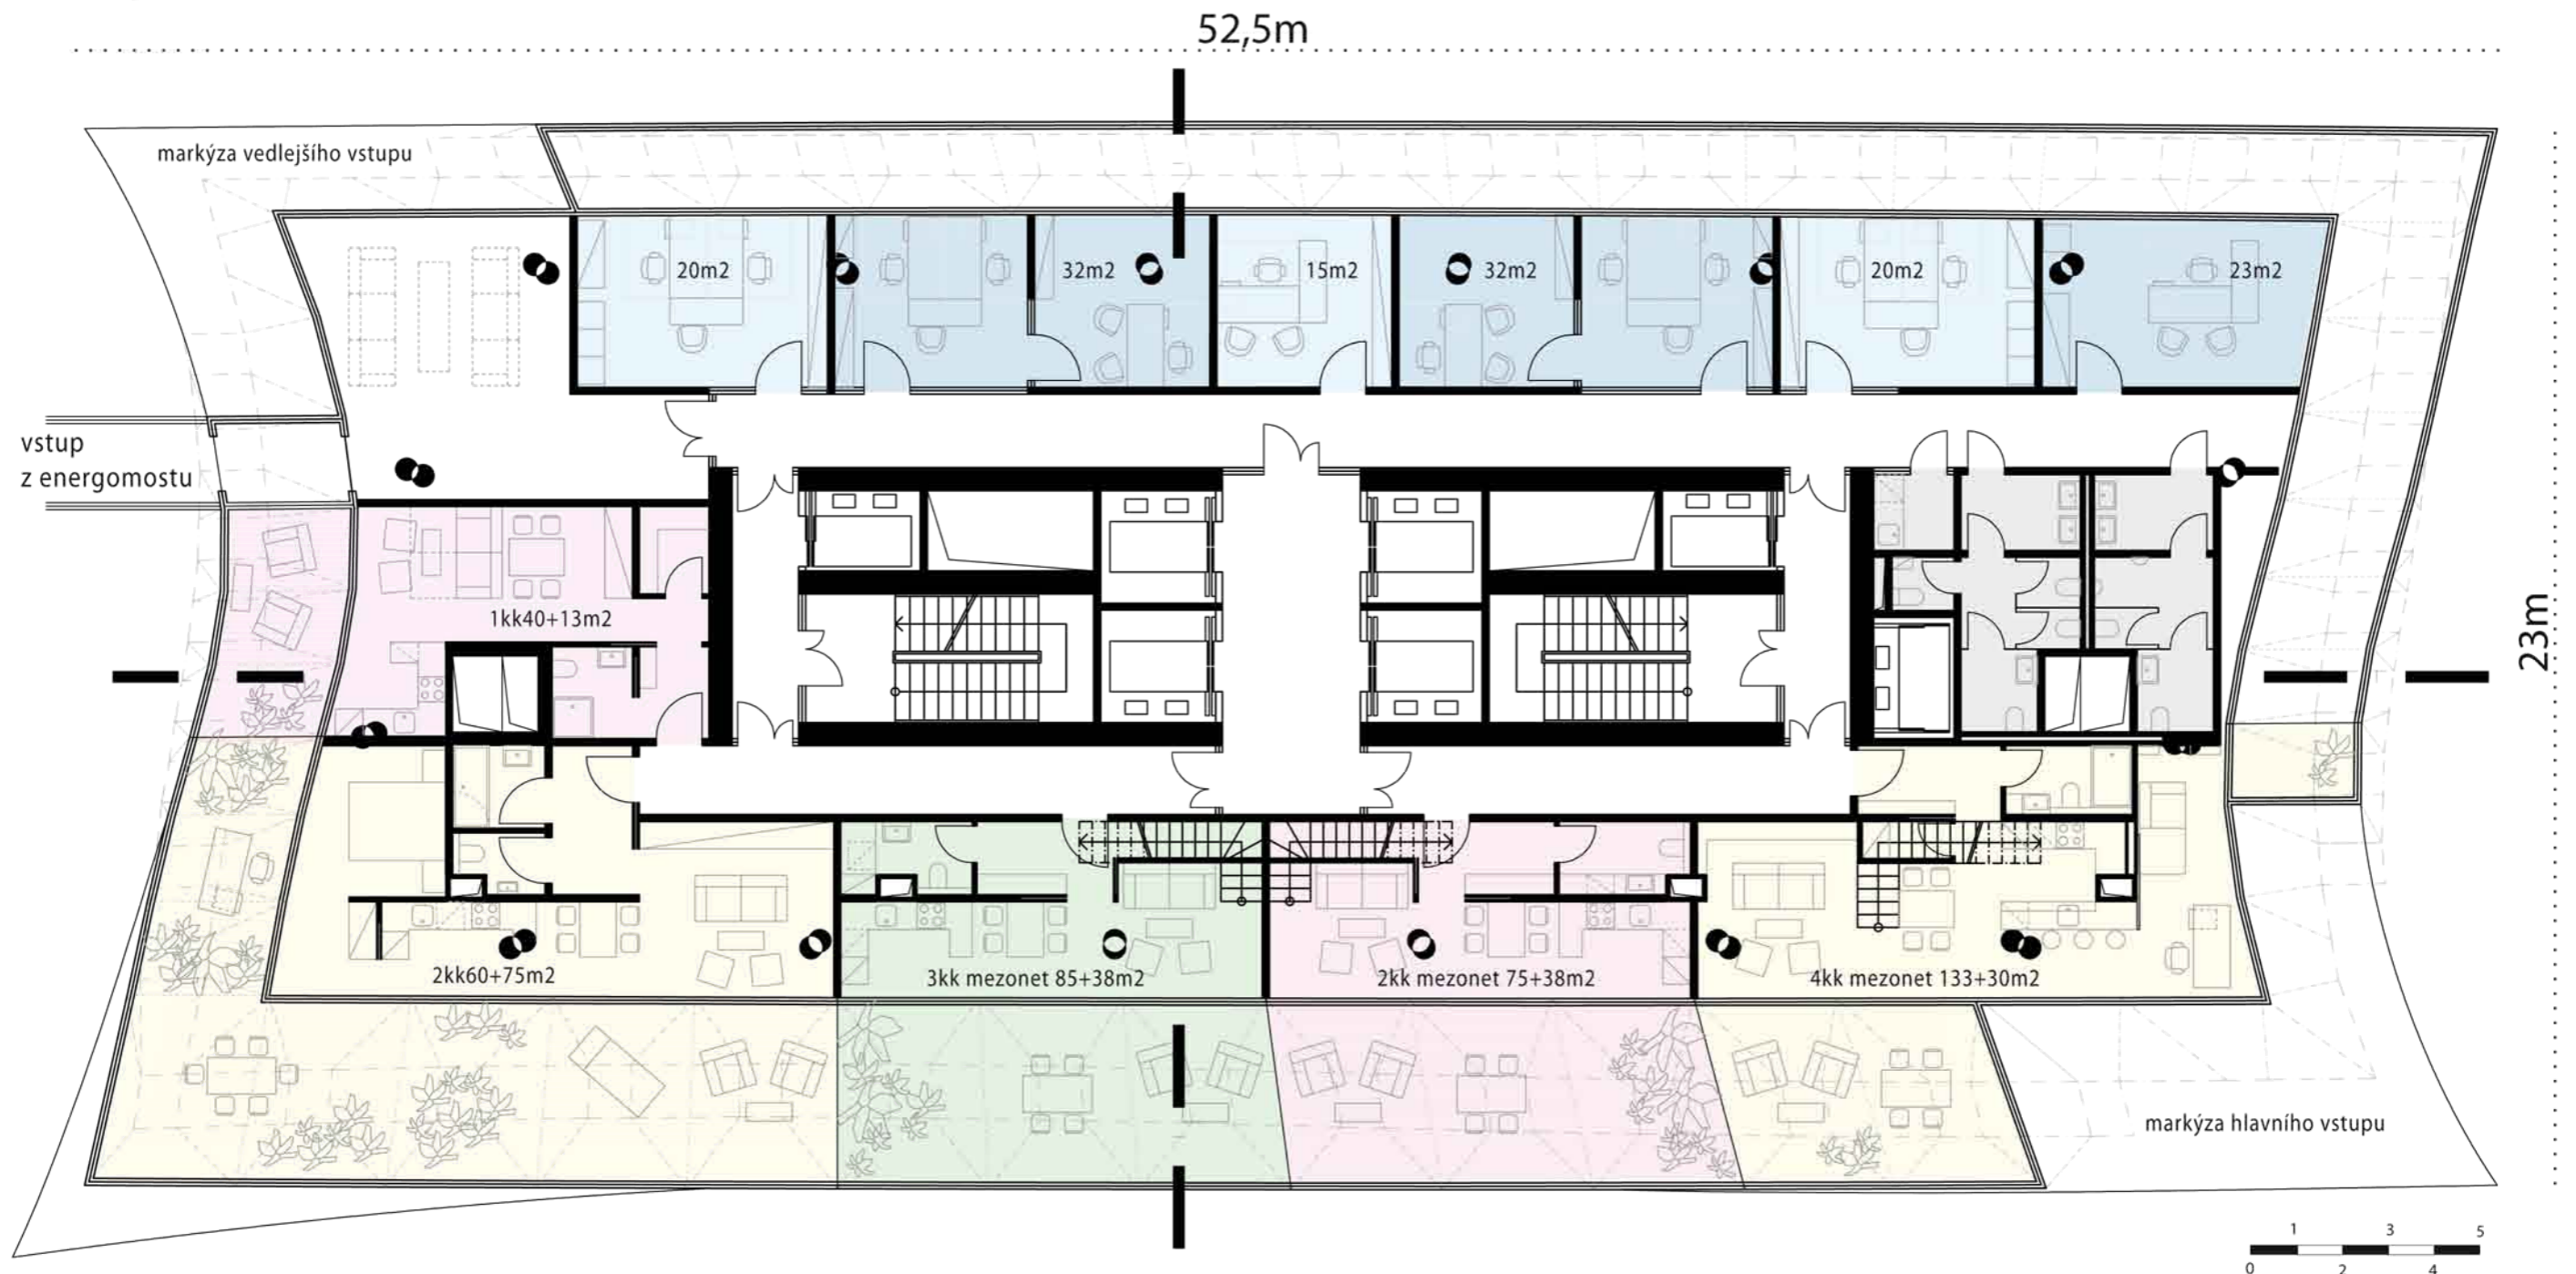 52,5m
markýza vedlejšího vstupu
20m2
32m2
15m2
32m2
20m2
23m2
vstup
z energomostu
1kk40+13m2
23m
2kk60+75m2
3kk mezonet 85+38m2
2kk mezonet 75+38m2
4kk mezonet 133+30m2
markýza hlavního vstupu
1 3 5
0 2 4